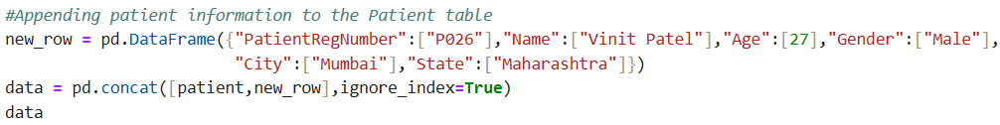 #Appending patient information to the Patient table
new_row = pd.DataFrame({"PatientRegNumber":["P026"],"Name":["Vinit Patel"],"Age":[27],"Gender":["Male"],
"City":["Mumbai"],"State":["Maharashtra"]})
data = pd.concat([patient,new_row],ignore_index=True)
data